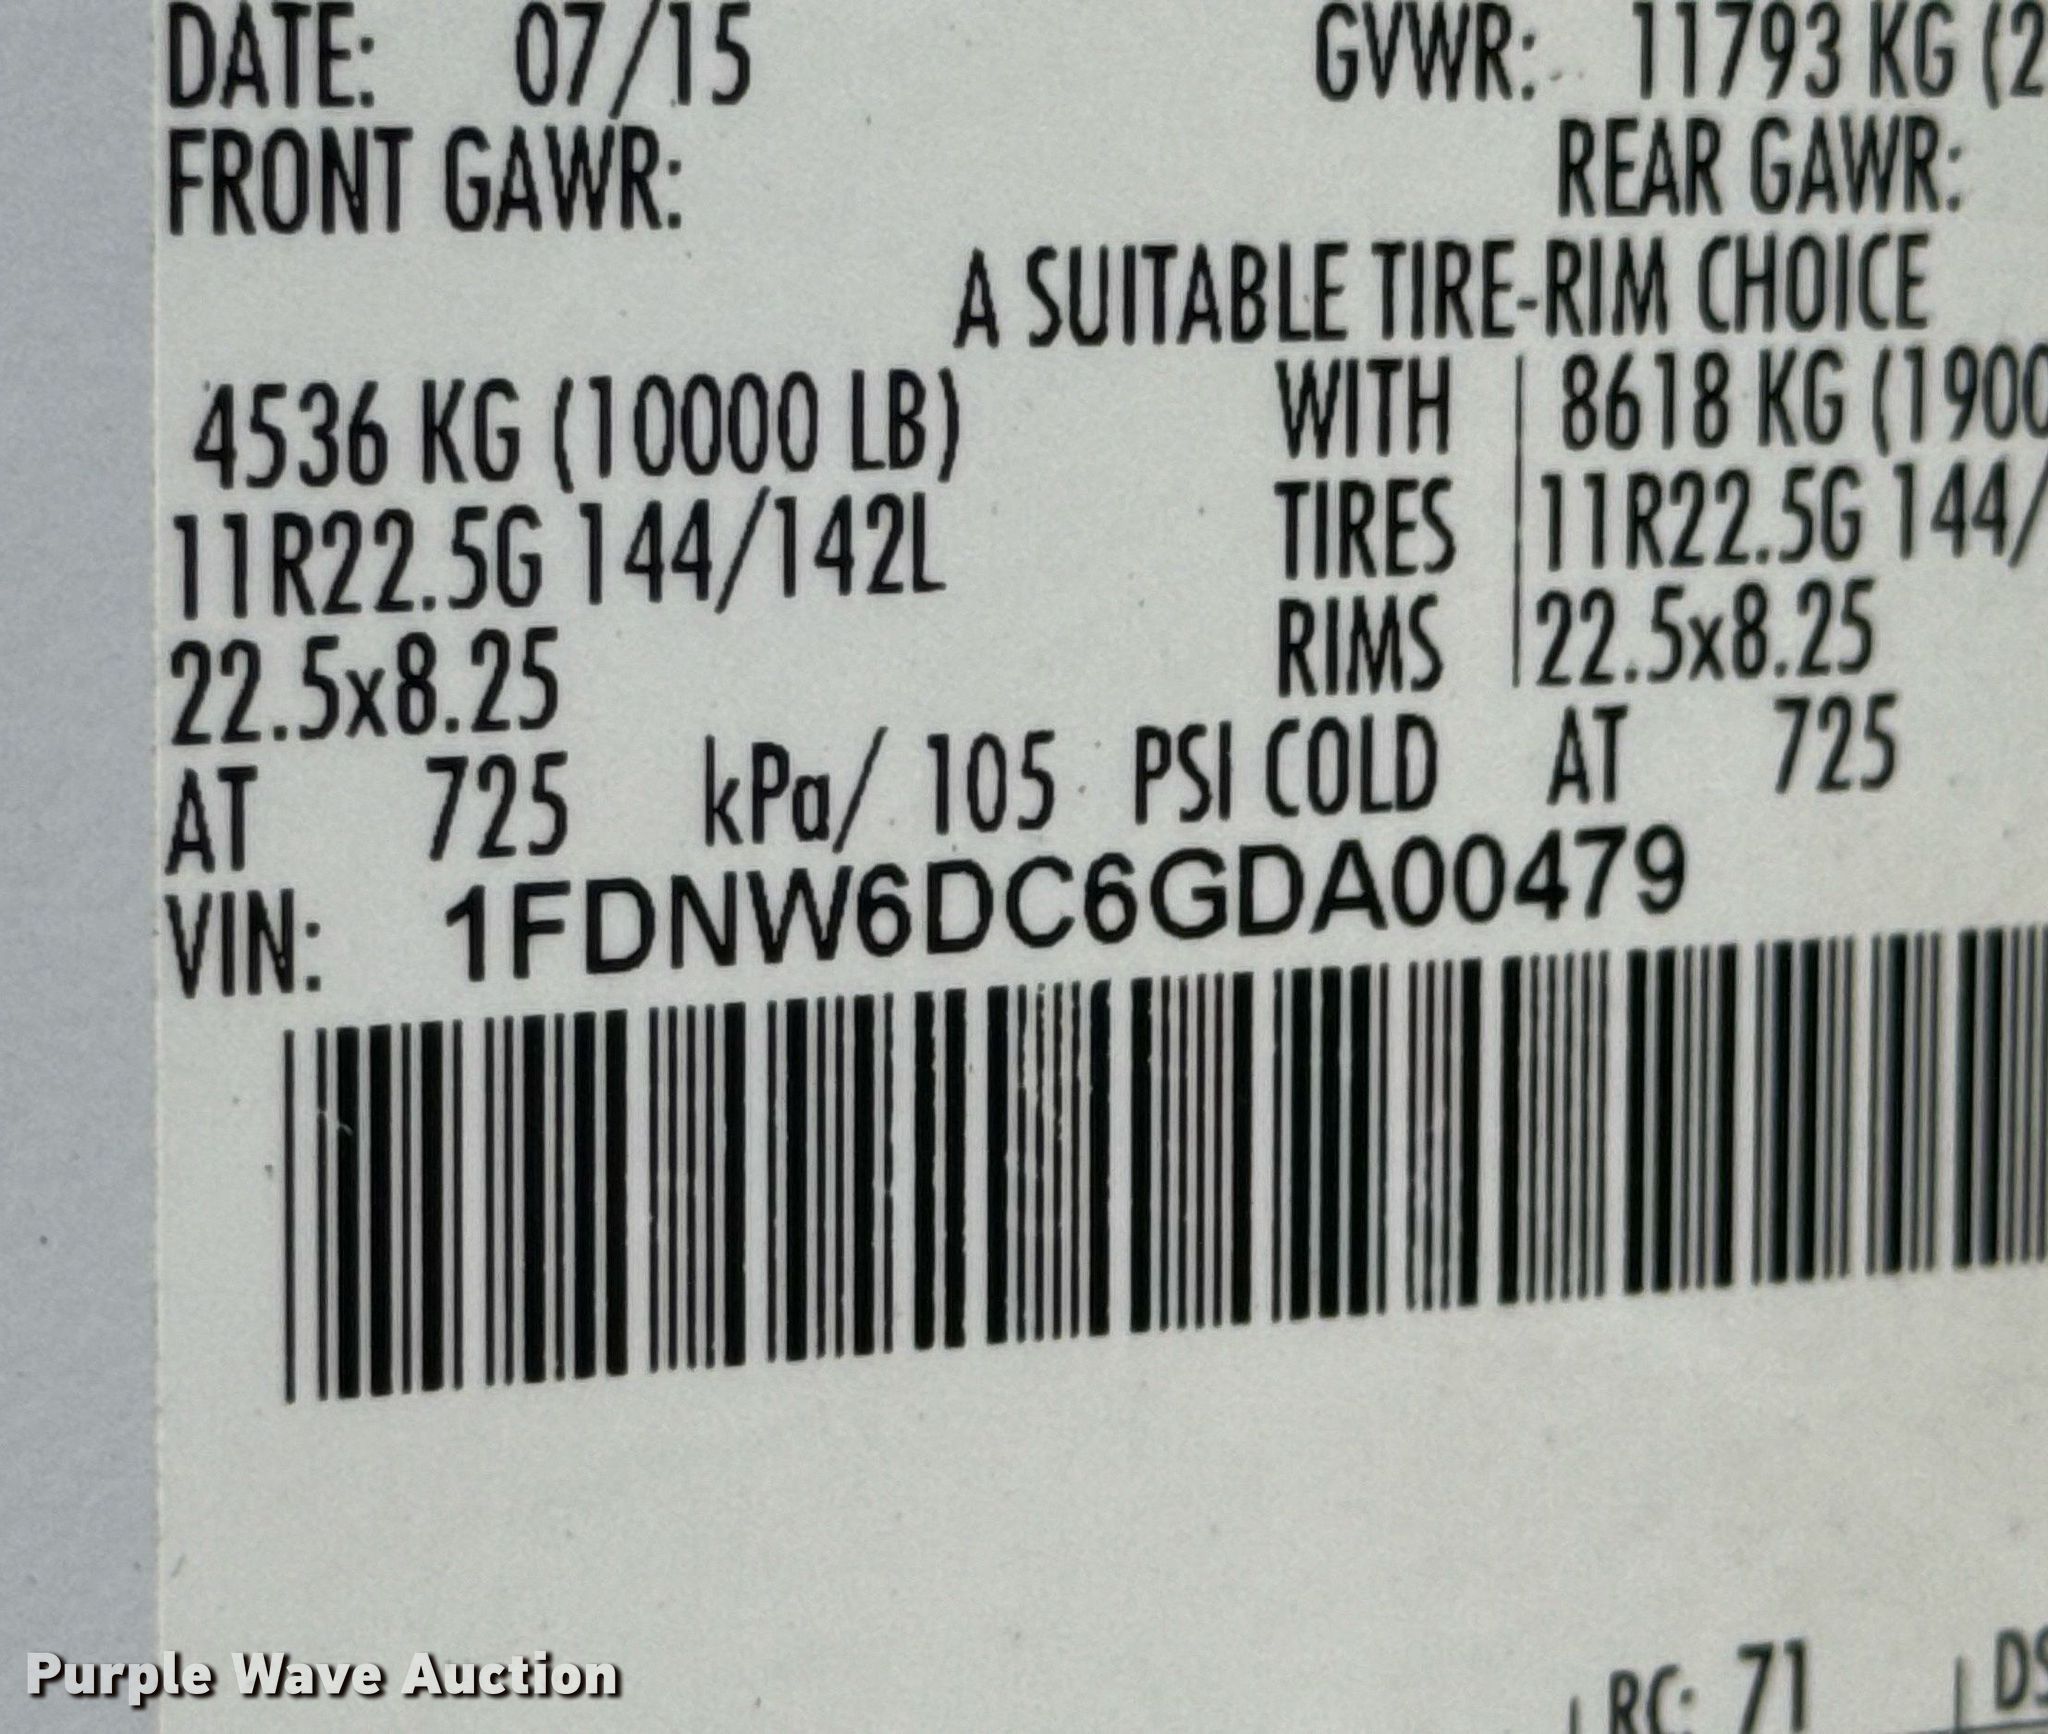 DATE: 07/15 GVWR: 11793 KG (2
FRONT GAWR: REAR GAWR:
A SUITABLE TIRE-RIM CHOICE
4536 KG (10000 LB) WITH 8618 KG (1900
11R22.5G 144/142L TIRES 11R22.5G 144/
22.5x8.25 RIMS 22.5x8.25
AT 725 kPa/ 105 PSI COLD AT 725
VIN: 1FDNW6DC6GDA00479
RC: 71 DS
Purple Wave Auction